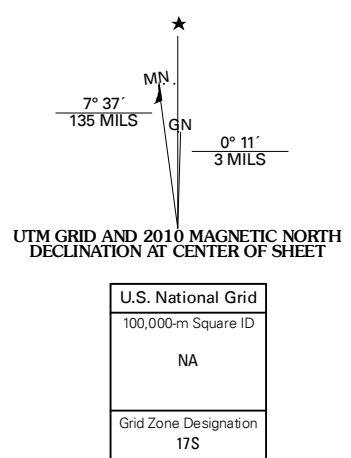 MN
7° 37´
135 MILS
GN
0° 11´
3 MILS
UTM GRID AND 2010 MAGNETIC NORTH
DECLINATION AT CENTER OF SHEET
U.S. National Grid
100,000-m Square ID
NA
Grid Zone Designation
17S